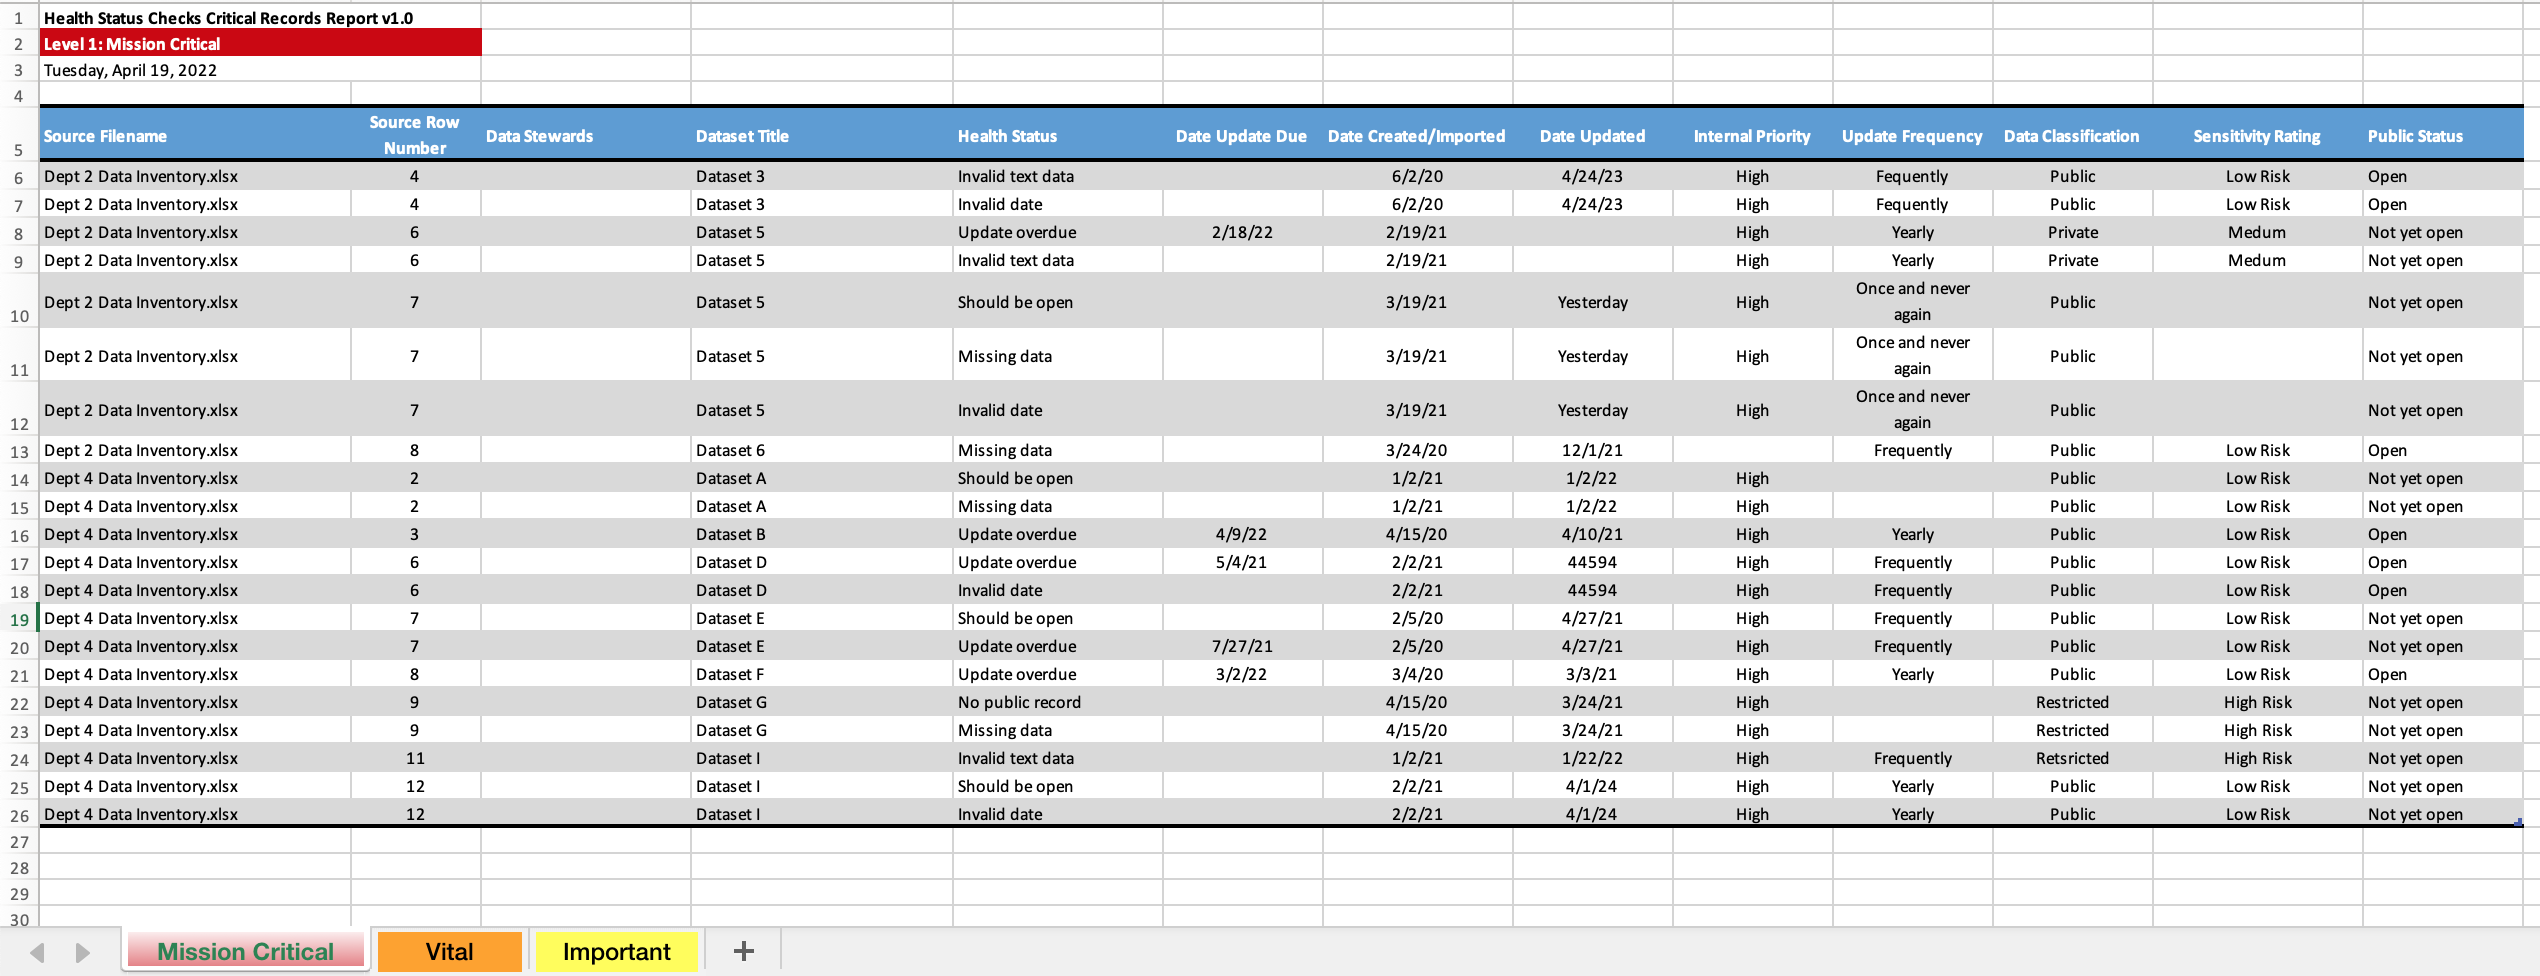 1 Health Status Checks Critical Records Report v1.0
2 Level 1: Mission Critical
3 Tuesday, April 19, 2022
4
5 Source Filename Source Row Number Data Stewards Dataset Title Health Status Date Update Due Date Created/Imported Date Updated Internal Priority Update Frequency Data Classification Sensitivity Rating Public Status
6 Dept 2 Data Inventory.xlsx 4 Dataset 3 Invalid text data 6/2/20 4/24/23 High Fequently Public Low Risk Open
7 Dept 2 Data Inventory.xlsx 4 Dataset 3 Invalid date 6/2/20 4/24/23 High Fequently Public Low Risk Open
8 Dept 2 Data Inventory.xlsx 6 Dataset 5 Update overdue 2/18/22 2/19/21 High Yearly Private Medum Not yet open
9 Dept 2 Data Inventory.xlsx 6 Dataset 5 Invalid text data 2/19/21 High Yearly Private Medum Not yet open
10 Dept 2 Data Inventory.xlsx 7 Dataset 5 Should be open 3/19/21 Yesterday High Once and never again Public Not yet open
11 Dept 2 Data Inventory.xlsx 7 Dataset 5 Missing data 3/19/21 Yesterday High Once and never again Public Not yet open
12 Dept 2 Data Inventory.xlsx 7 Dataset 5 Invalid date 3/19/21 Yesterday High Once and never again Public Not yet open
13 Dept 2 Data Inventory.xlsx 8 Dataset 6 Missing data 3/24/20 12/1/21 Frequently Public Low Risk Open
14 Dept 4 Data Inventory.xlsx 2 Dataset A Should be open 1/2/21 1/2/22 High Public Low Risk Not yet open
15 Dept 4 Data Inventory.xlsx 2 Dataset A Missing data 1/2/21 1/2/22 High Public Low Risk Not yet open
16 Dept 4 Data Inventory.xlsx 3 Dataset B Update overdue 4/9/22 4/15/20 4/10/21 High Yearly Public Low Risk Open
17 Dept 4 Data Inventory.xlsx 6 Dataset D Update overdue 5/4/21 2/2/21 44594 High Frequently Public Low Risk Open
18 Dept 4 Data Inventory.xlsx 6 Dataset D Invalid date 2/2/21 44594 High Frequently Public Low Risk Open
19 Dept 4 Data Inventory.xlsx 7 Dataset E Should be open 2/5/20 4/27/21 High Frequently Public Low Risk Not yet open
20 Dept 4 Data Inventory.xlsx 7 Dataset E Update overdue 7/27/21 2/5/20 4/27/21 High Frequently Public Low Risk Not yet open
21 Dept 4 Data Inventory.xlsx 8 Dataset F Update overdue 3/2/22 3/4/20 3/3/21 High Yearly Public Low Risk Open
22 Dept 4 Data Inventory.xlsx 9 Dataset G No public record 4/15/20 3/24/21 High Restricted High Risk Not yet open
23 Dept 4 Data Inventory.xlsx 9 Dataset G Missing data 4/15/20 3/24/21 High Restricted High Risk Not yet open
24 Dept 4 Data Inventory.xlsx 11 Dataset I Invalid text data 1/2/21 1/22/22 High Frequently Retsricted High Risk Not yet open
25 Dept 4 Data Inventory.xlsx 12 Dataset I Should be open 2/2/21 4/1/24 High Yearly Public Low Risk Not yet open
26 Dept 4 Data Inventory.xlsx 12 Dataset I Invalid date 2/2/21 4/1/24 High Yearly Public Low Risk Not yet open
27
28
29
30
Mission Critical Vital Important +